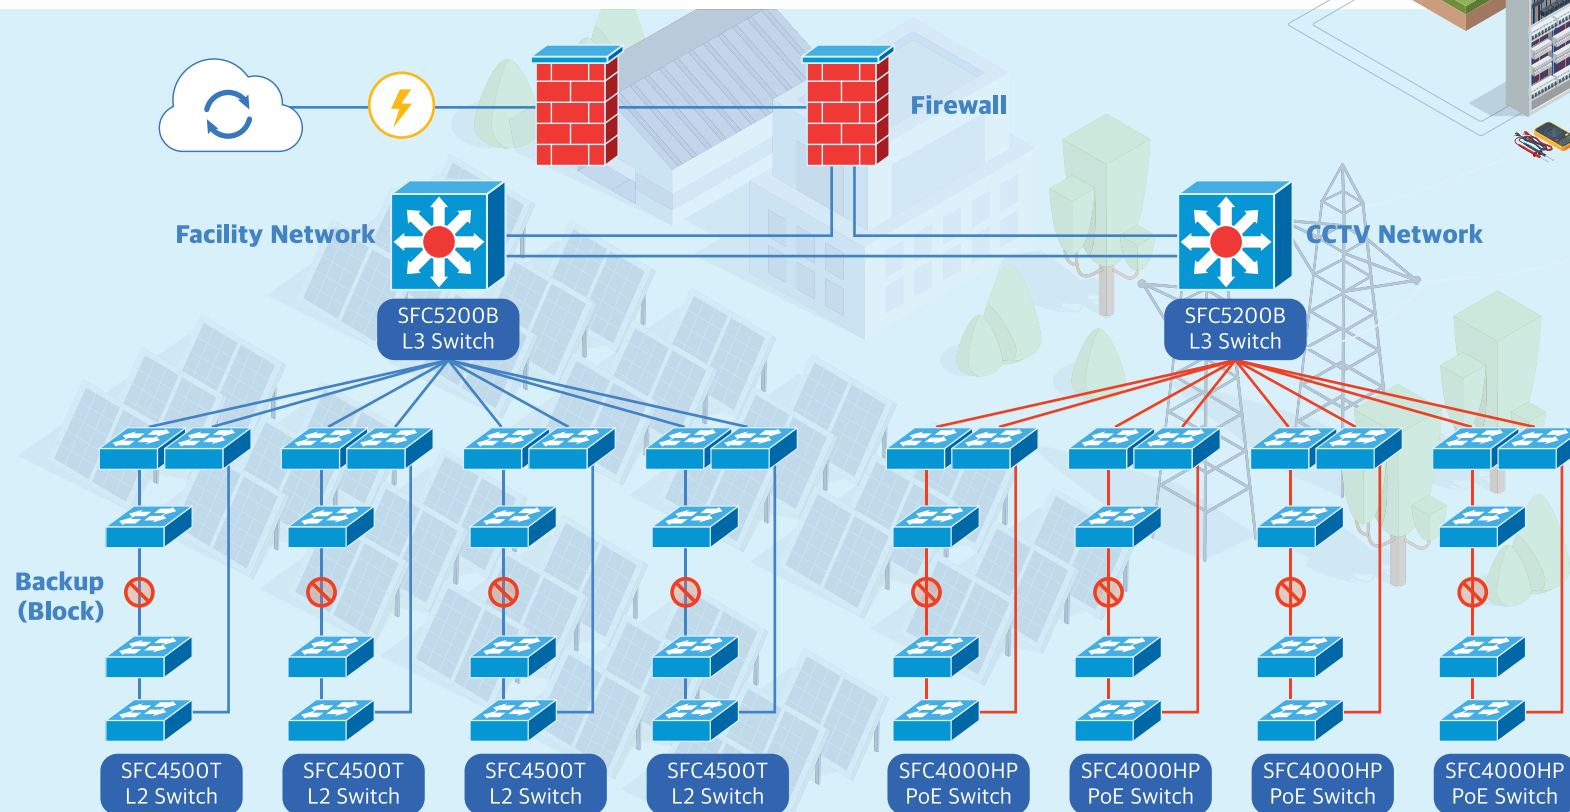 Firewall
Facility Network
CCTV Network
SFC5200B
L3 Switch
SFC5200B
L3 Switch
Backup
(Block)
SFC4500T
L2 Switch
SFC4500T
L2 Switch
SFC4500T
L2 Switch
SFC4500T
L2 Switch
SFC4000HP
PoE Switch
SFC4000HP
PoE Switch
SFC4000HP
PoE Switch
SFC4000HP
PoE Switch